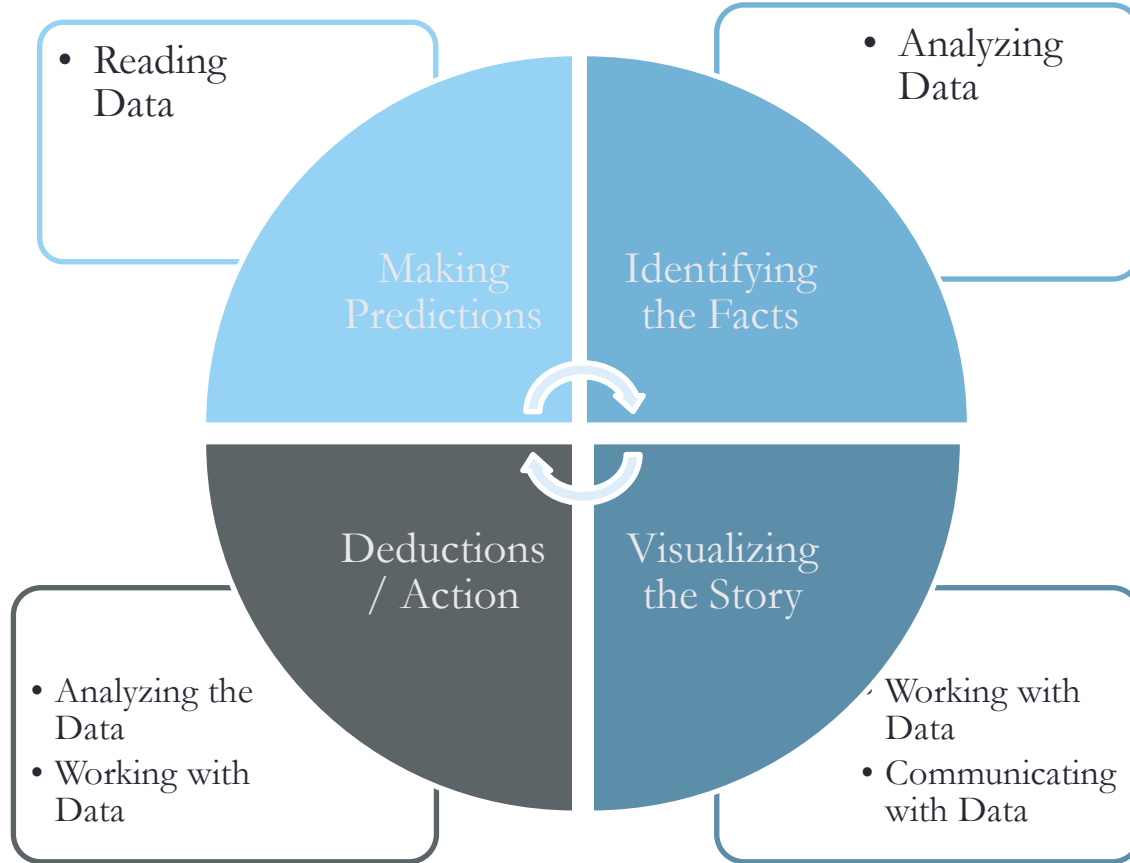 • Reading
Data
• Analyzing
Data
Making
Predictions
Identifying
the Facts
Deductions
/ Action
Visualizing
the Story
• Analyzing the
Data
• Working with
Data
• Working with
Data
• Communicating
with Data